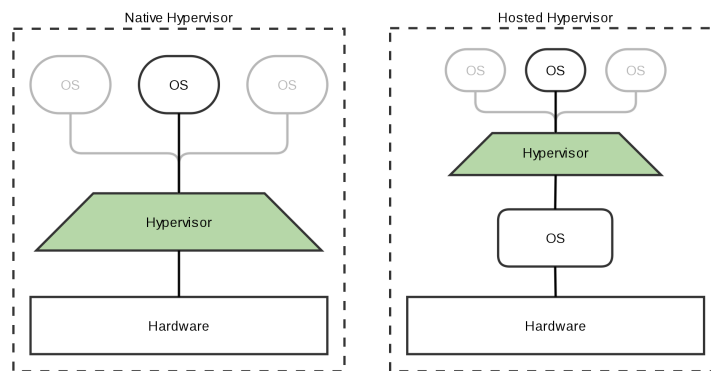 Native Hypervisor
OS
OS
OS
Hypervisor
Hardware
Hosted Hypervisor
OS
OS
OS
Hypervisor
OS
Hardware